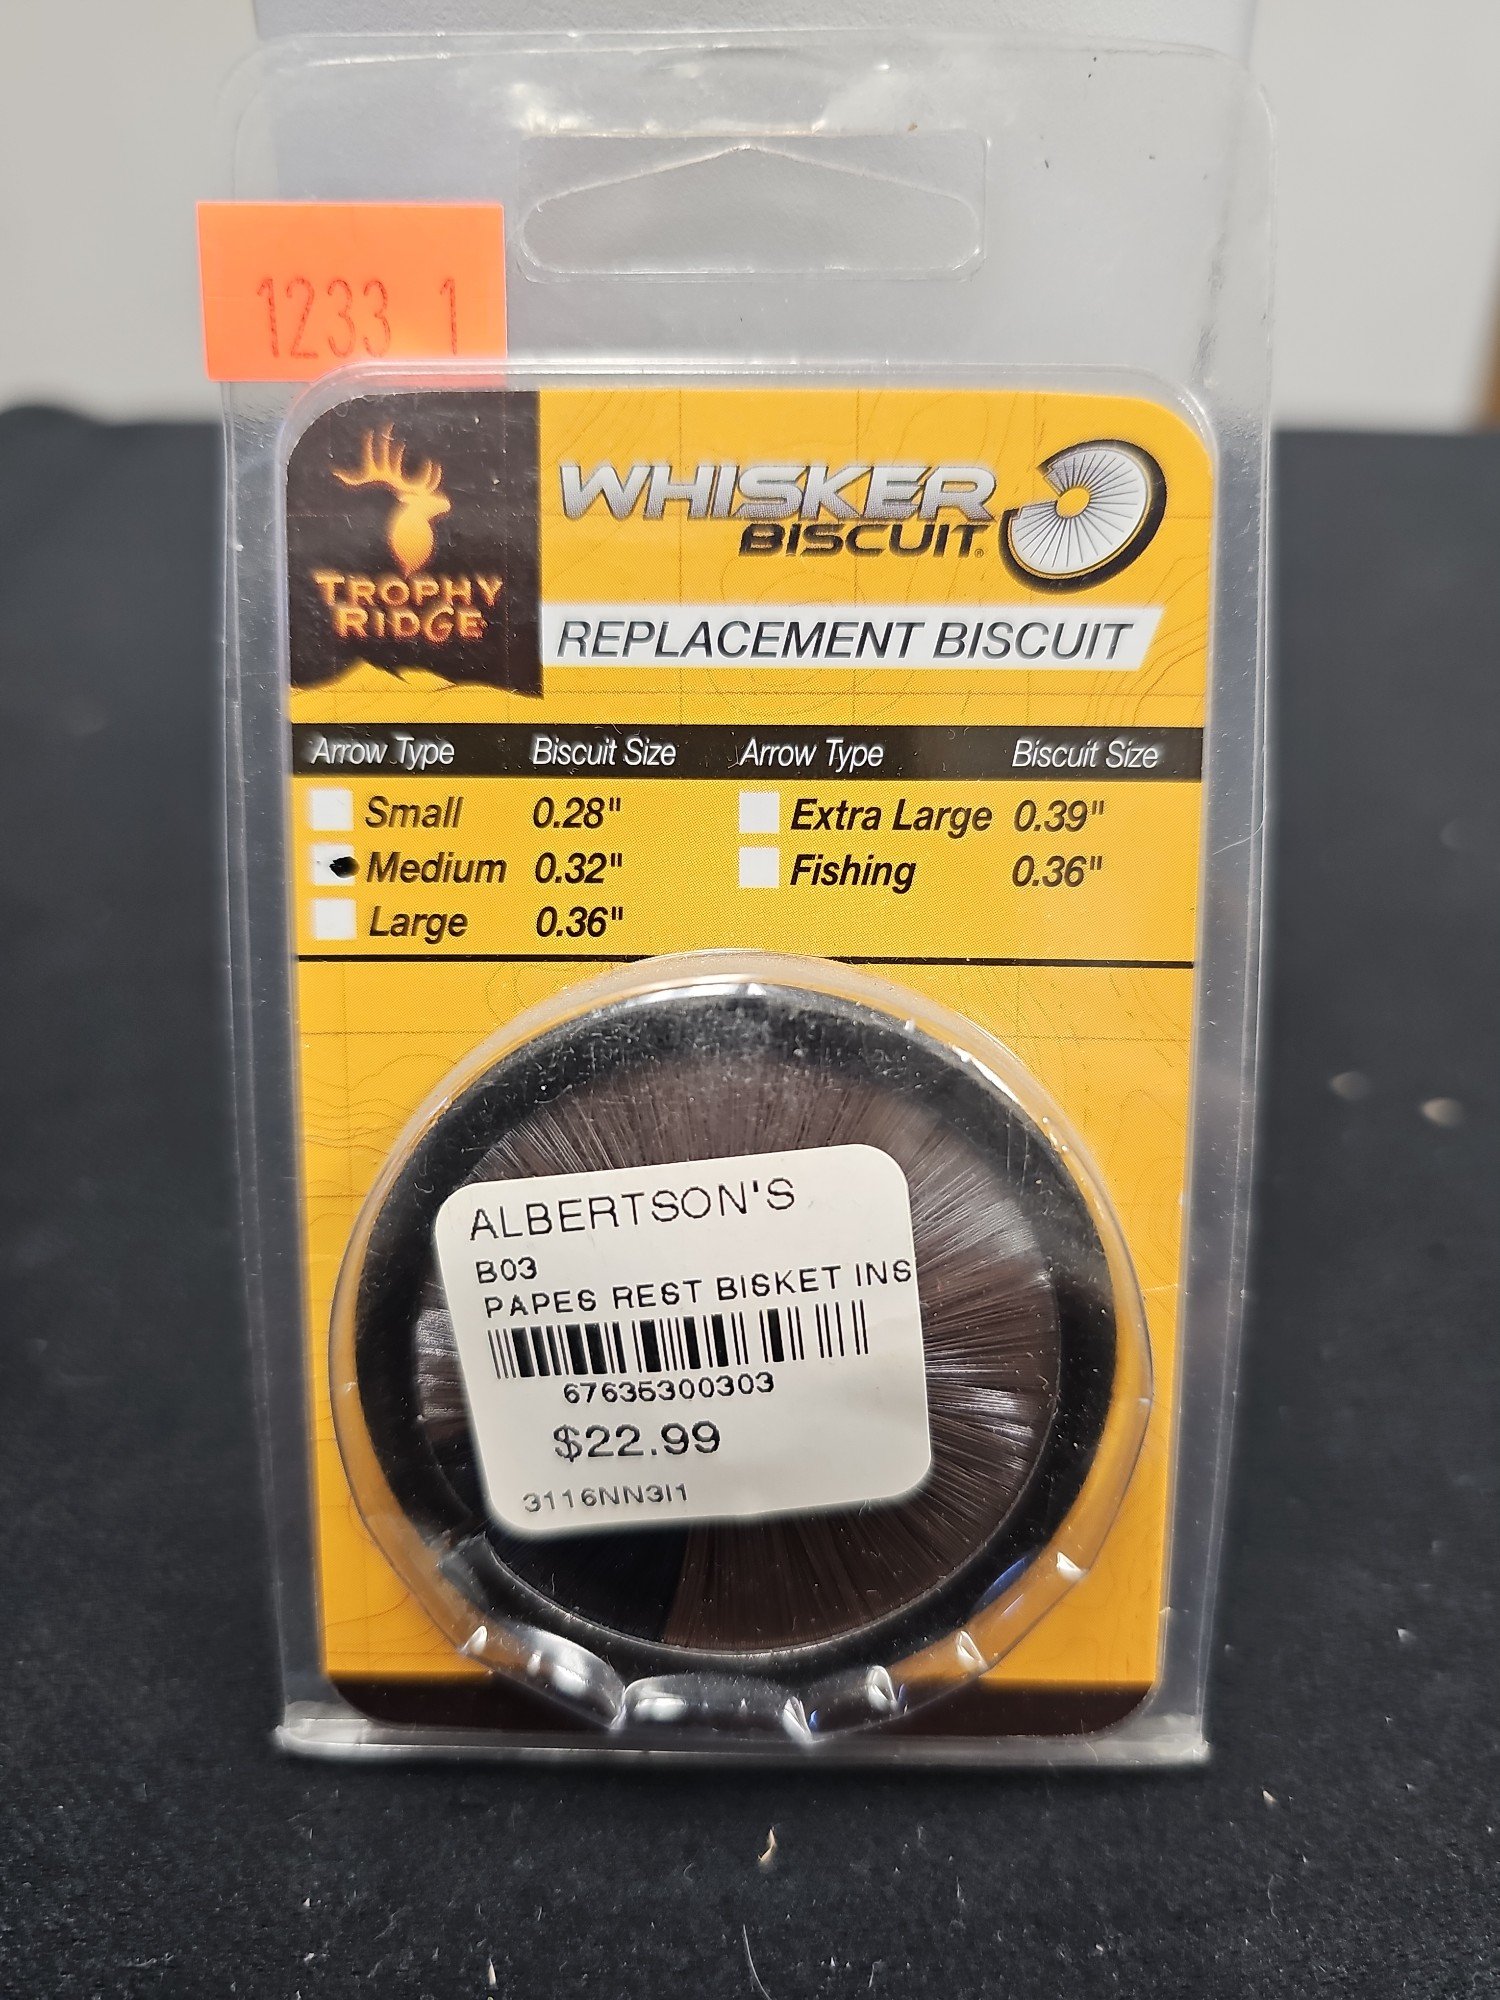 1233 1
TROPHY
RIDGE
WHISKER
BISCUIT®
REPLACEMENT BISCUIT
Arrow Type Biscuit Size Arrow Type Biscuit Size
Small 0.28" Extra Large 0.39"
Medium 0.32" Fishing 0.36"
Large 0.36"
ALBERTSON'S
B03
PAPES REST BISKET INS
67635300303
$22.99
3116NN3I1